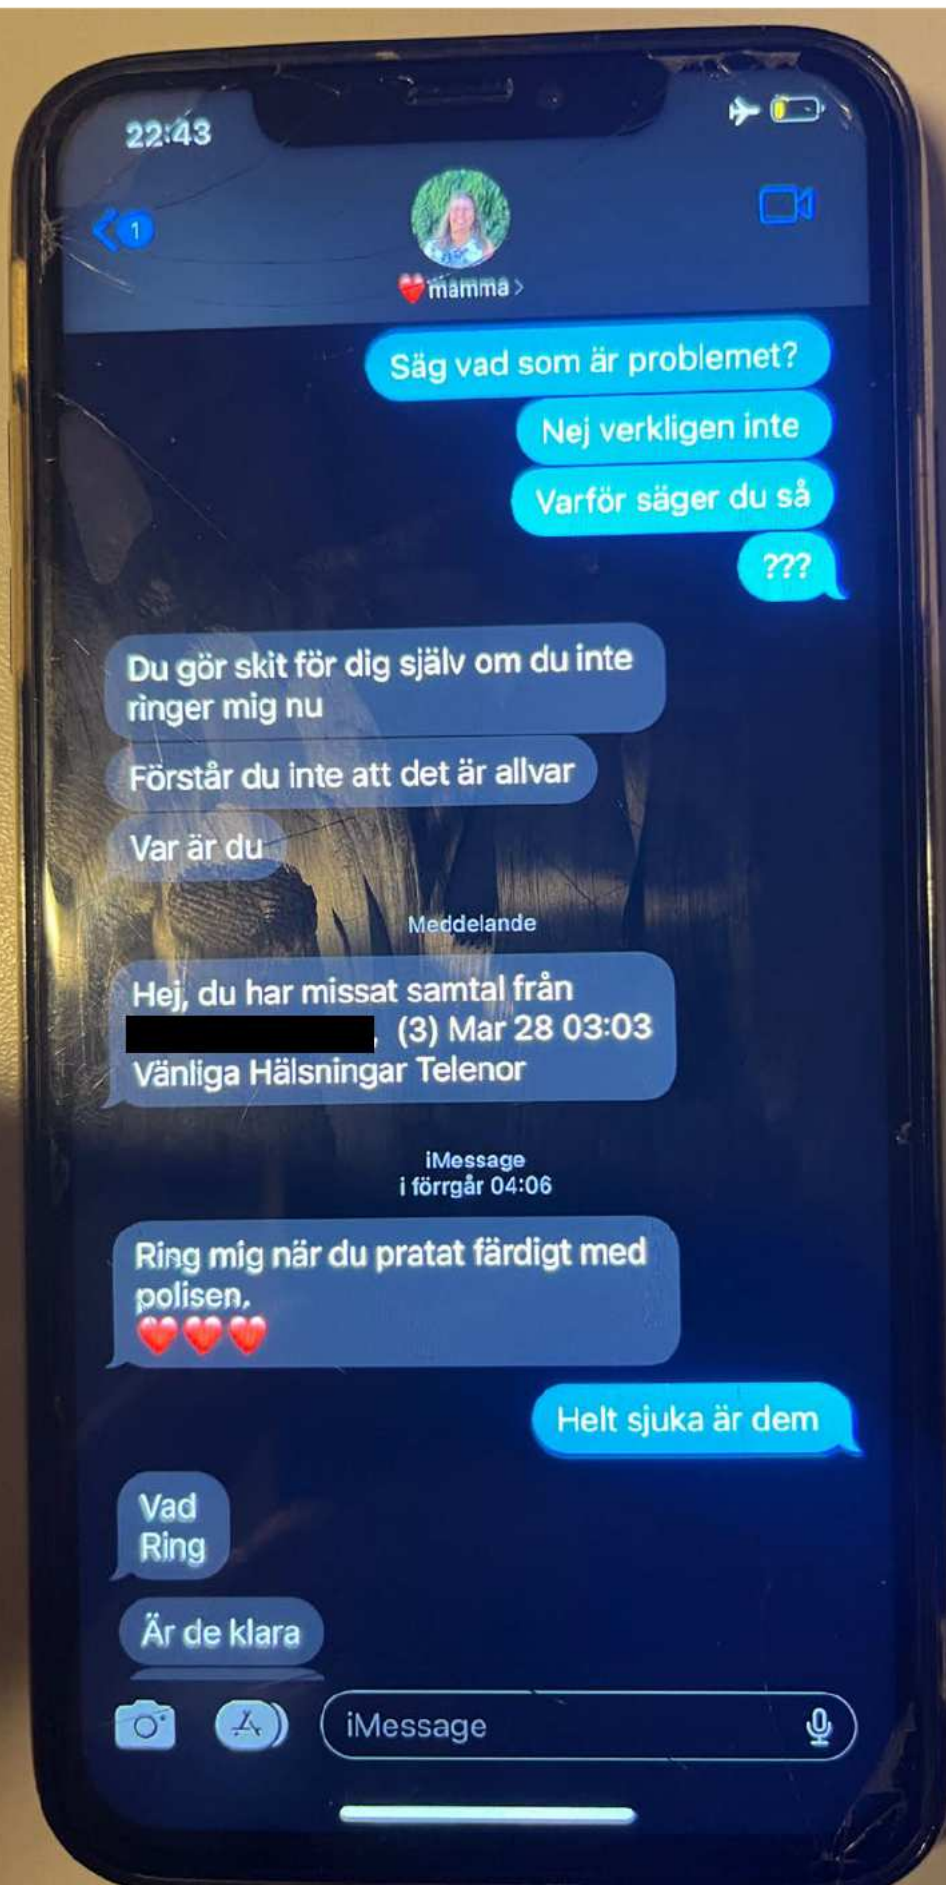 22:43
1
❤️mamma >
Säg vad som är problemet?
Nej verkligen inte
Varför säger du så
???
Du gör skit för dig själv om du inte
ringer mig nu
Förstår du inte att det är allvar
Var är du
Meddelande
Hej, du har missat samtal från
, (3) Mar 28 03:03
Vänliga Hälsningar Telenor
iMessage
i förrgår 04:06
Ring mig när du pratat färdigt med
polisen.
❤️❤️❤️
Helt sjuka är dem
Vad
Ring
Är de klara
iMessage